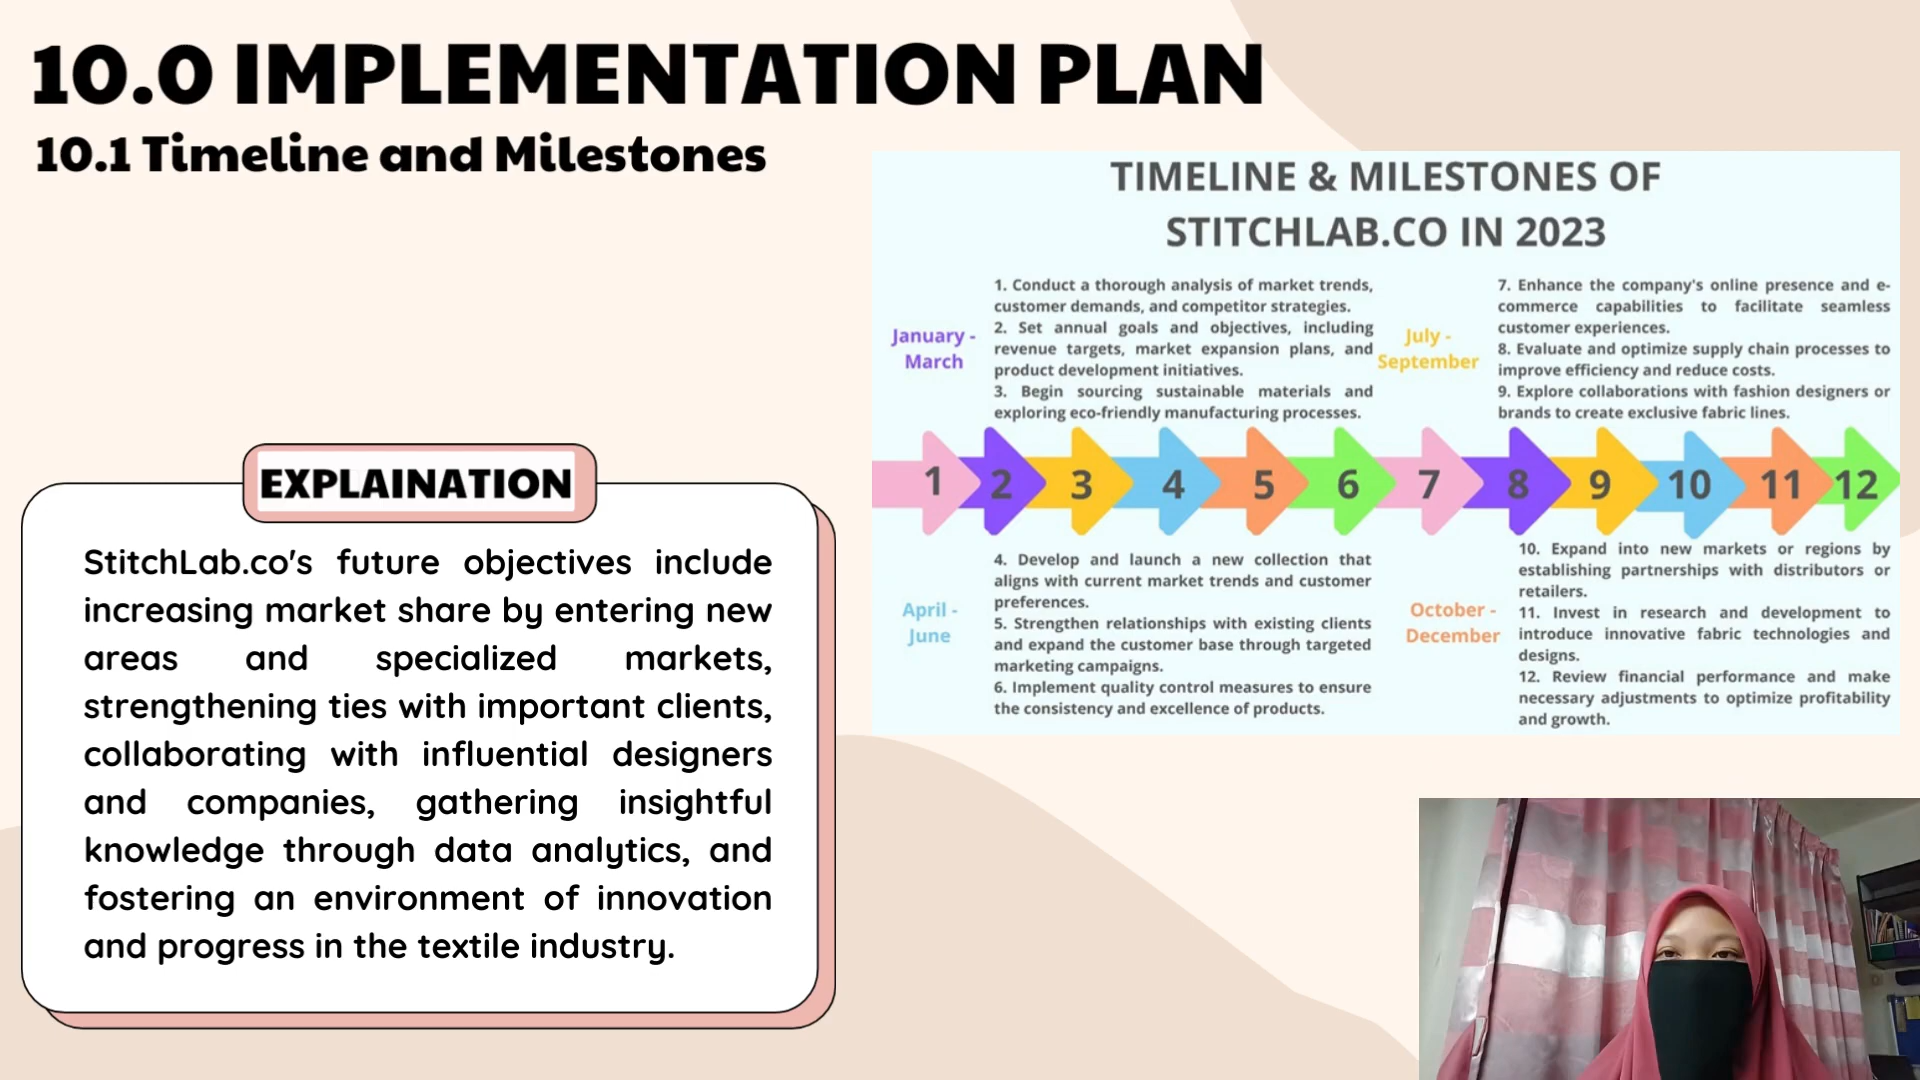 10.0 IMPLEMENTATION PLAN
10.1 Timeline and Milestones
EXPLAINATION
StitchLab.co's future objectives include
increasing market share by entering new
areas and specialized markets,
strengthening ties with important clients,
collaborating with influential designers
and companies, gathering insightful
knowledge through data analytics, and
fostering an environment of innovation
and progress in the textile industry.
TIMELINE & MILESTONES OF
STITCHLAB.CO IN 2023
January -
March
1. Conduct a thorough analysis of market trends,
customer demands, and competitor strategies.
2. Set annual goals and objectives, including
revenue targets, market expansion plans, and
product development initiatives.
3. Begin sourcing sustainable materials and
exploring eco-friendly manufacturing processes.
July -
September
7. Enhance the company's online presence and e-
commerce capabilities to facilitate seamless
customer experiences.
8. Evaluate and optimize supply chain processes to
improve efficiency and reduce costs.
9. Explore collaborations with fashion designers or
brands to create exclusive fabric lines.
1 2 3 4 5 6 7 8 9 10 11 12
April -
June
4. Develop and launch a new collection that
aligns with current market trends and customer
preferences.
5. Strengthen relationships with existing clients
and expand the customer base through targeted
marketing campaigns.
6. Implement quality control measures to ensure
the consistency and excellence of products.
October -
December
10. Expand into new markets or regions by
establishing partnerships with distributors or
retailers.
11. Invest in research and development to
introduce innovative fabric technologies and
designs.
12. Review financial performance and make
necessary adjustments to optimize profitability
and growth.